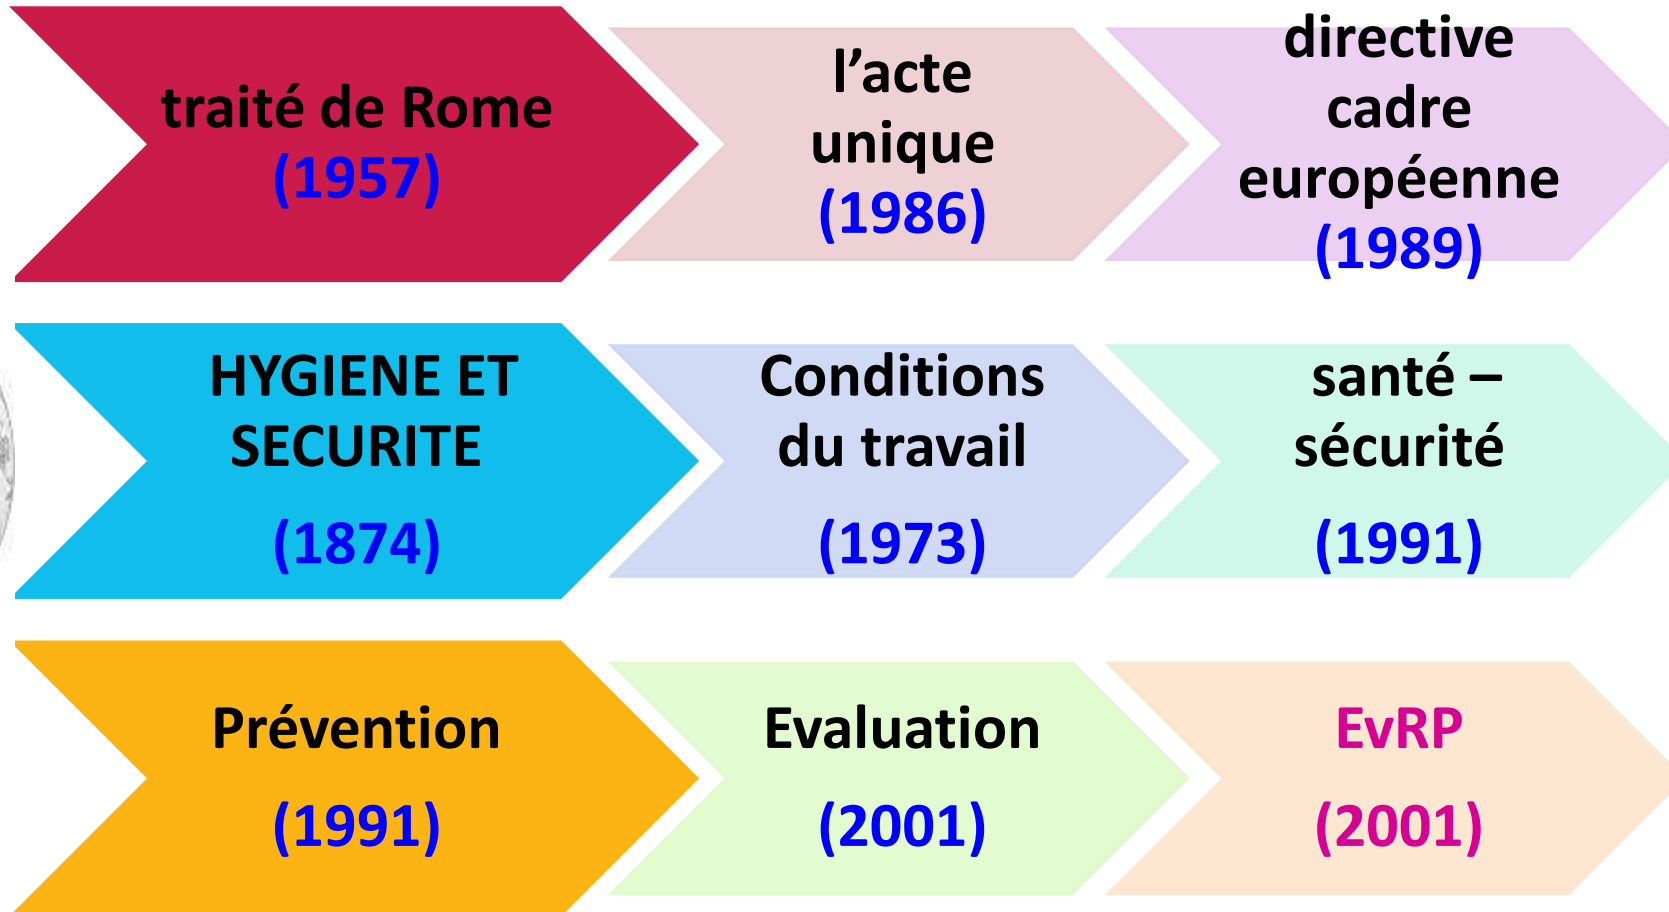 traité de Rome
(1957)
l’acte
unique
(1986)
directive
cadre
européenne
(1989)
HYGIENE ET
SECURITE
(1874)
Conditions
du travail
(1973)
santé –
sécurité
(1991)
Prévention
(1991)
Evaluation
(2001)
EvRP
(2001)